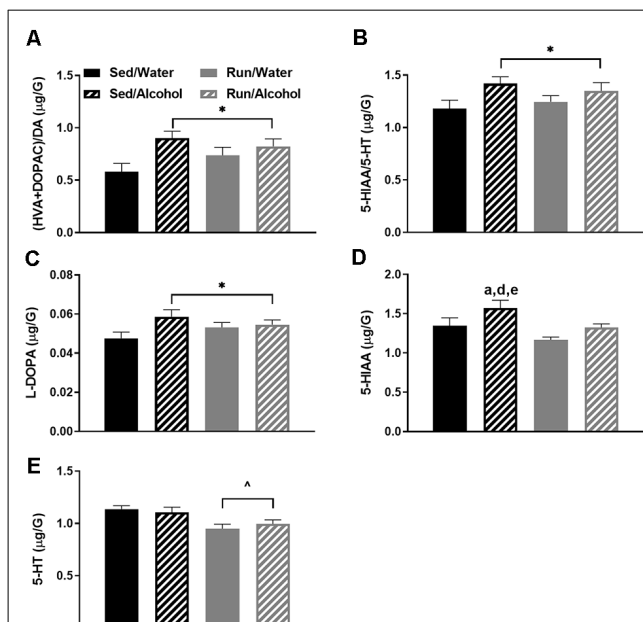 A
Sed/Water
Run/Water
Sed/Alcohol
Run/Alcohol
(HVA+DOPAC)/DA (µg/G)
1.5
1.0
0.5
0.0
*
B
5-HIAA/5-HT (µg/G)
1.5
1.0
0.5
0.0
*
C
L-DOPA (µg/G)
0.08
0.06
0.04
0.02
0.00
*
D
5-HIAA (µg/G)
2.0
1.5
1.0
0.5
0.0
a,d,e
E
5-HT (µg/G)
1.5
1.0
0.5
^